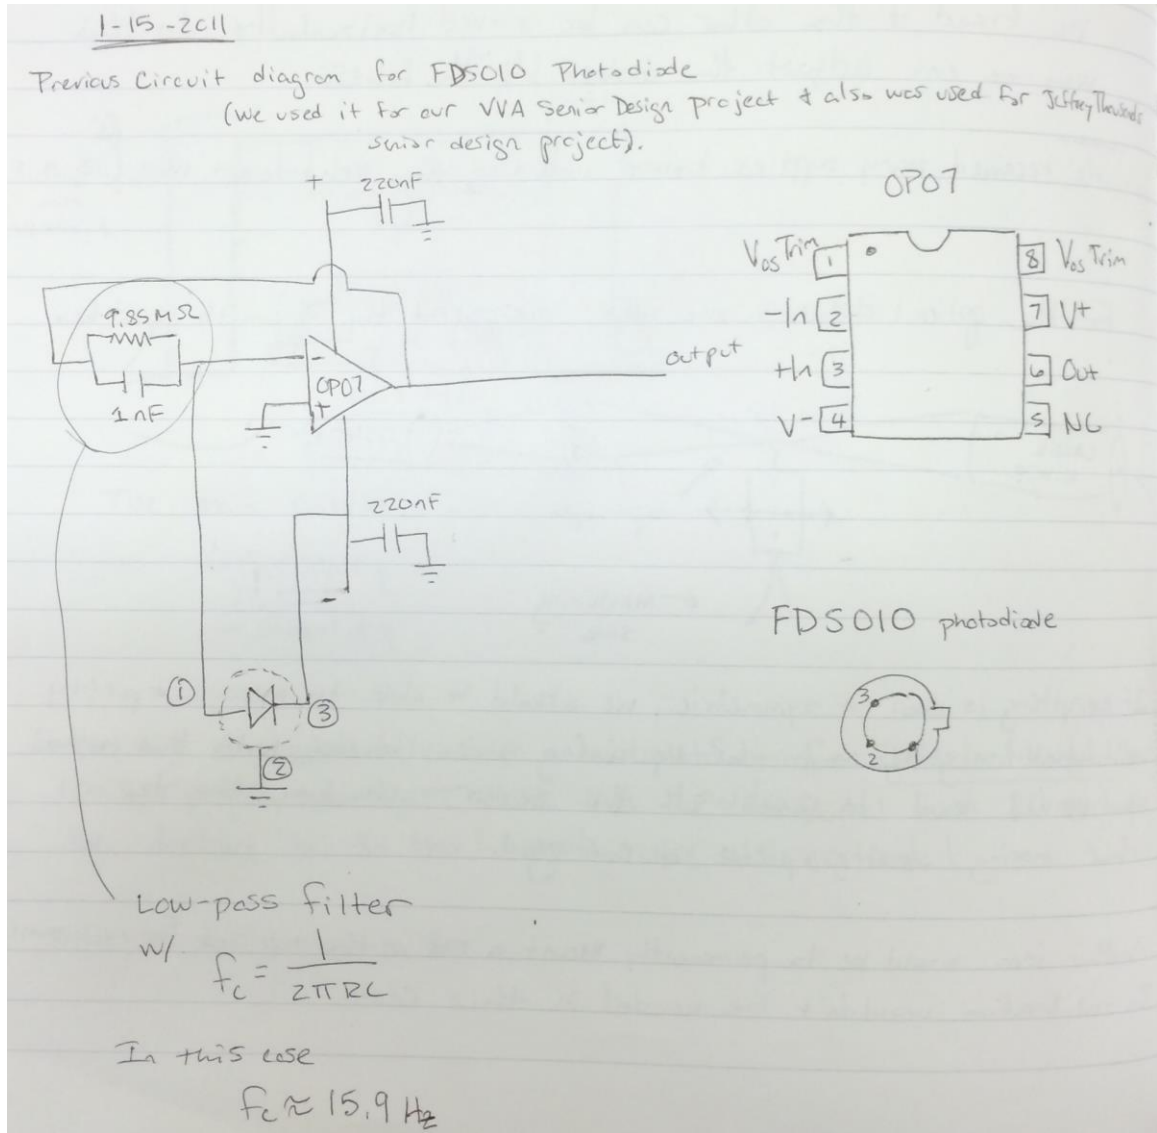 1-15-2011
Previous Circuit diagram for FDS010 Photodiode
(We used it for our VVA Senior Design project & also was used for Jeffrey
senior design project).
+ 220nF
OP07
Vos Trim 1
8 Vos Trim
-In 2
7 V+
+In 3
6 Out
V- 4
5 NC
9.85MΩ
1nF
-
OP07
+
output
220nF
-
1
3
2
FDS010 photodiode
3
2
1
Low-pass filter
w/ fc = 1/2πRC
In this case
fc ≈ 15.9 Hz